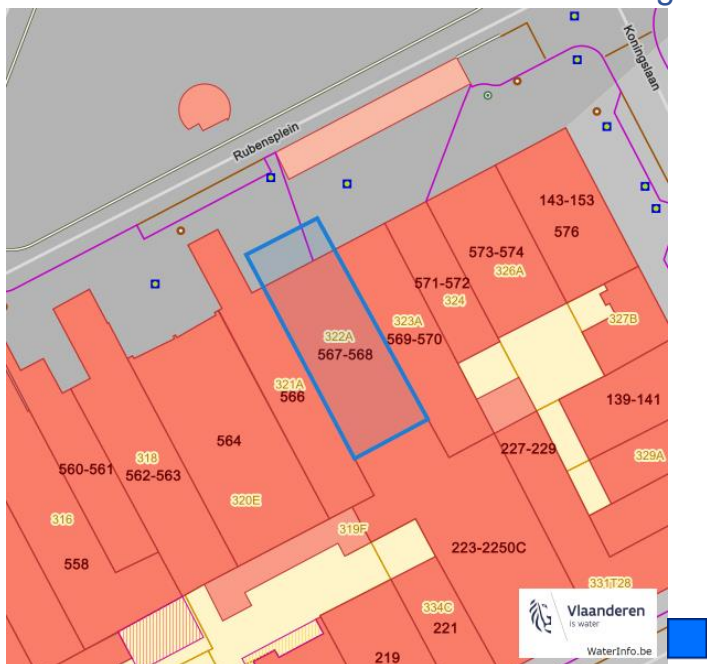 Koningslaan
Rubensplein
143-153
576
573-574
326A
571-572
324
323A
569-570
327B
322A
567-568
321A
566
139-141
564
227-229
329A
560-561
318
562-563
316
320E
319F
558
223-2250C
331T28
334C
221
219
Vlaanderen
is water
WaterInfo.be